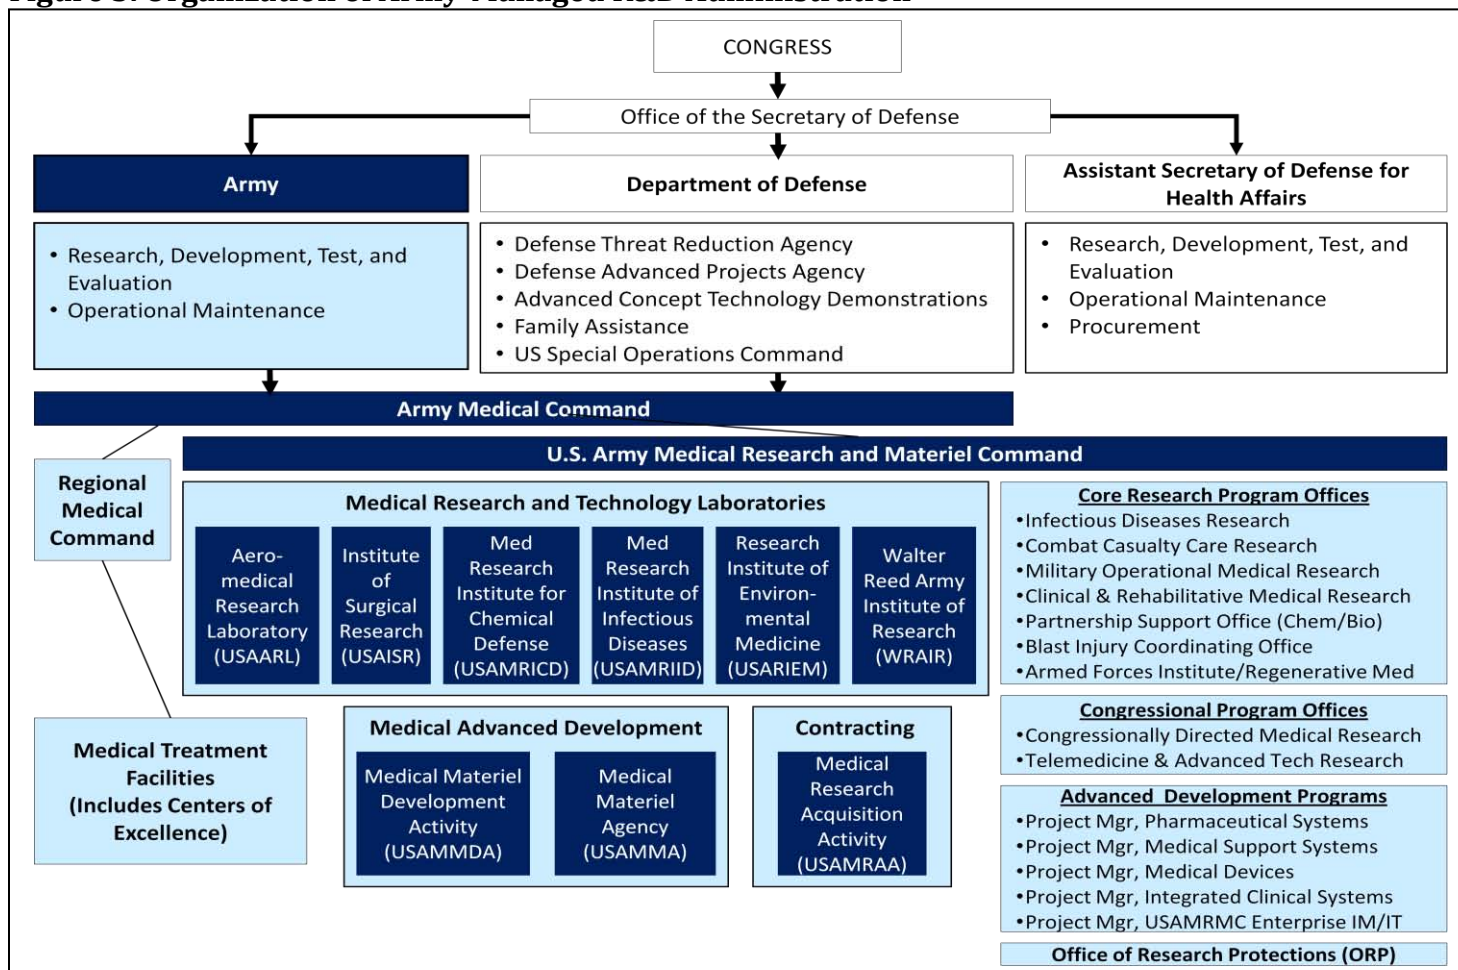 Figure 3. Organization of Army-Managed R&D Administration
CONGRESS
Office of the Secretary of Defense
Army
Department of Defense
Assistant Secretary of Defense for
Health Affairs
• Research, Development, Test, and
Evaluation
• Operational Maintenance
• Defense Threat Reduction Agency
• Defense Advanced Projects Agency
• Advanced Concept Technology Demonstrations
• Family Assistance
• US Special Operations Command
• Research, Development, Test, and
Evaluation
• Operational Maintenance
• Procurement
Army Medical Command
U.S. Army Medical Research and Materiel Command
Regional
Medical
Command
Medical Research and Technology Laboratories
Aero-
medical
Research
Laboratory
(USAARL)
Institute
of
Surgical
Research
(USAISR)
Med
Research
Institute for
Chemical
Defense
(USAMRICD)
Med
Research
Institute of
Infectious
Diseases
(USAMRIID)
Research
Institute of
Environ-
mental
Medicine
(USARIEM)
Walter
Reed Army
Institute of
Research
(WRAIR)
Core Research Program Offices
•Infectious Diseases Research
•Combat Casualty Care Research
•Military Operational Medical Research
•Clinical & Rehabilitative Medical Research
•Partnership Support Office (Chem/Bio)
•Blast Injury Coordinating Office
•Armed Forces Institute/Regenerative Med
Medical Treatment
Facilities
(Includes Centers of
Excellence)
Medical Advanced Development
Medical Materiel
Development
Activity
(USAMMDA)
Medical
Materiel
Agency
(USAMMA)
Contracting
Medical
Research
Acquisition
Activity
(USAMRAA)
Congressional Program Offices
•Congressionally Directed Medical Research
•Telemedicine & Advanced Tech Research
Advanced Development Programs
•Project Mgr, Pharmaceutical Systems
•Project Mgr, Medical Support Systems
•Project Mgr, Medical Devices
•Project Mgr, Integrated Clinical Systems
•Project Mgr, USAMRMC Enterprise IM/IT
Office of Research Protections (ORP)